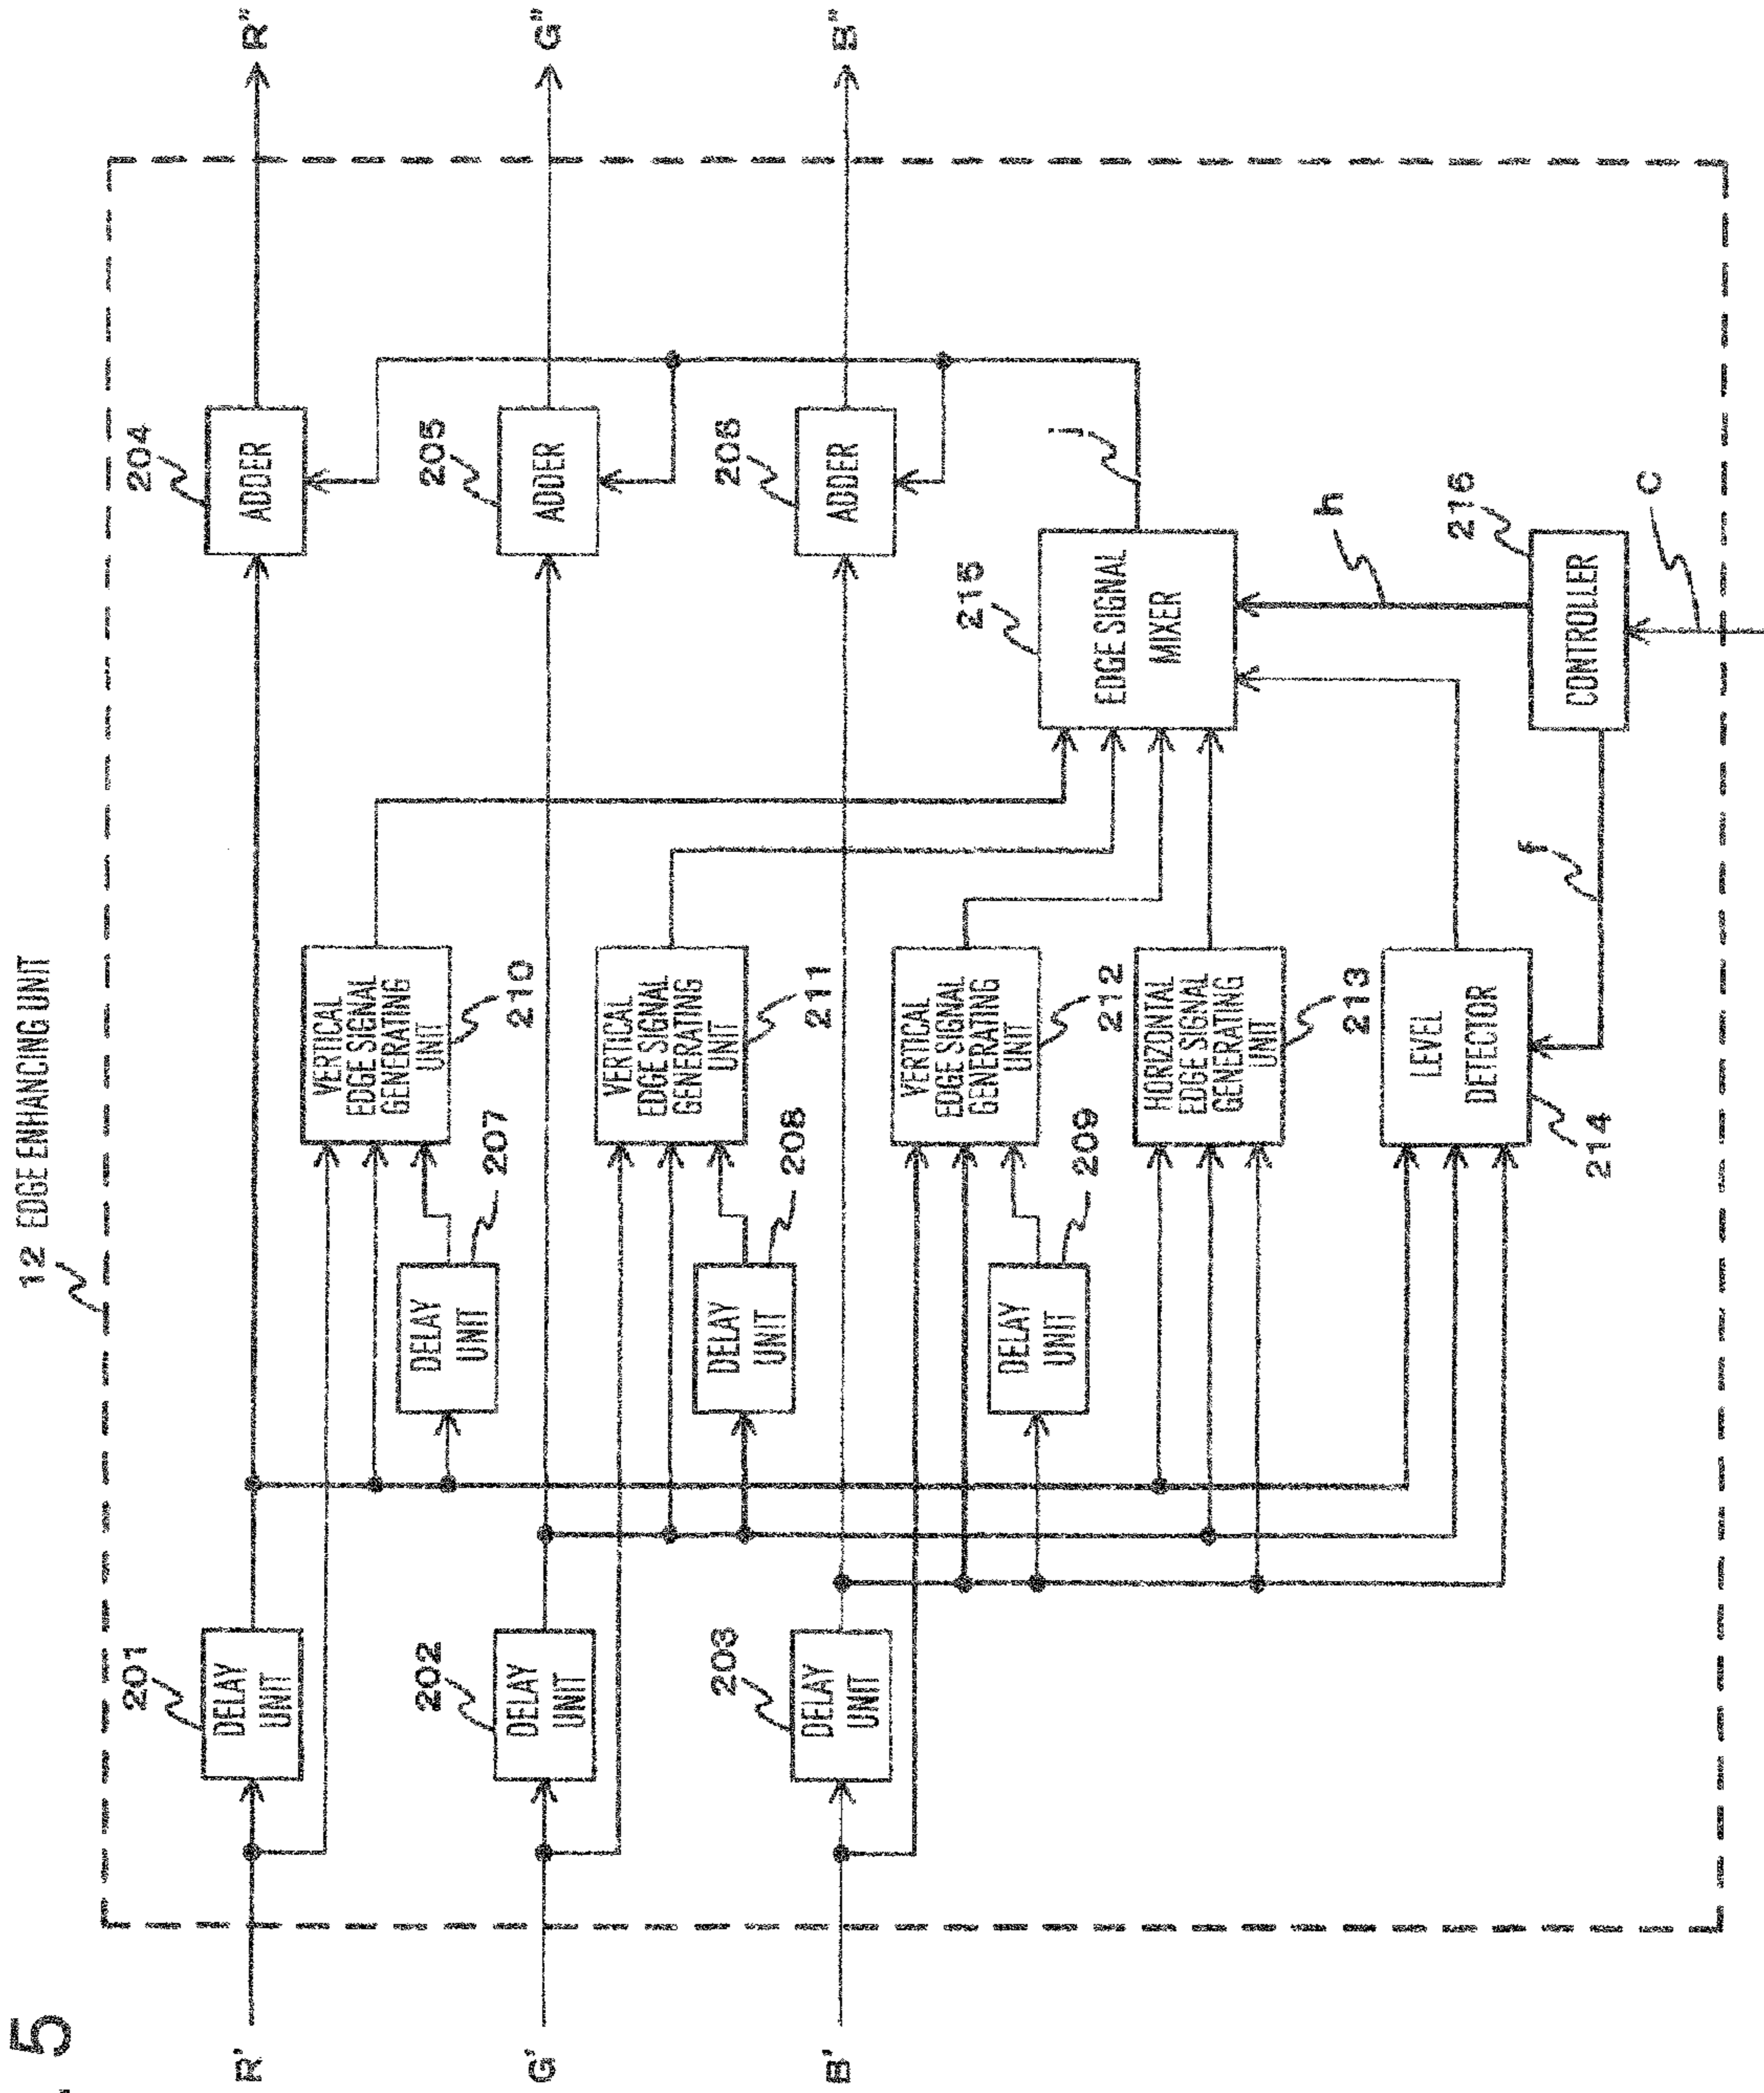 5
12 EDGE ENHANCING UNIT
R'
G'
B'
201
DELAY
UNIT
202
DELAY
UNIT
203
DELAY
UNIT
DELAY
UNIT
207
DELAY
UNIT
208
DELAY
UNIT
209
VERTICAL
EDGE SIGNAL
GENERATING
UNIT
210
VERTICAL
EDGE SIGNAL
GENERATING
UNIT
211
VERTICAL
EDGE SIGNAL
GENERATING
UNIT
212
HORIZONTAL
EDGE SIGNAL
GENERATING
UNIT
213
LEVEL
DETECTOR
214
f
215
EDGE SIGNAL
MIXER
h
216
CONTROLLER
C
204
ADDER
205
ADDER
206
ADDER
j
R"
G"
B"